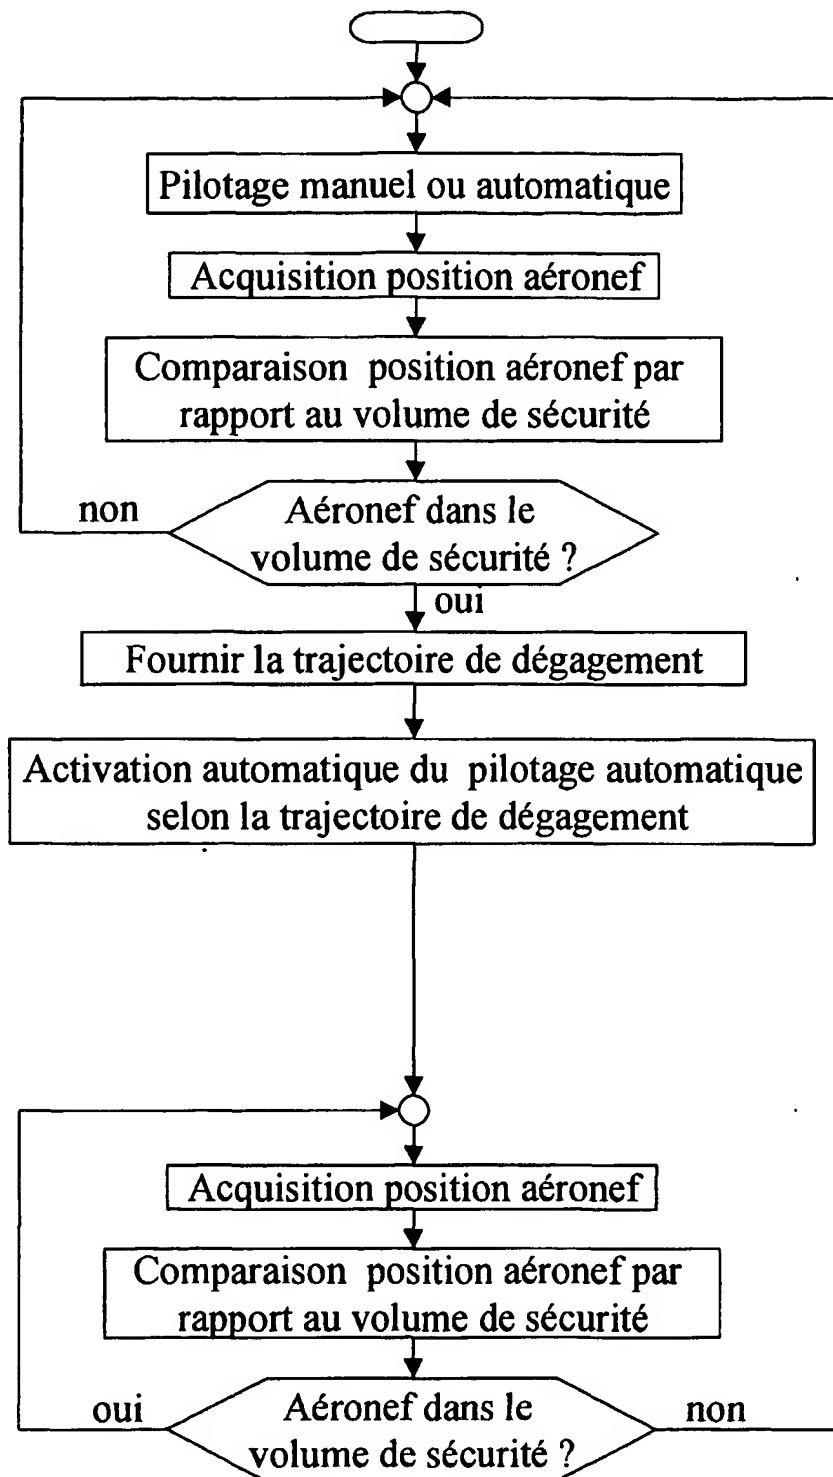 Pilotage manuel ou automatique
Acquisition position aéronef
Comparaison position aéronef par
rapport au volume de sécurité
non
Aéronef dans le
volume de sécurité ?
oui
Fournir la trajectoire de dégagement
Activation automatique du pilotage automatique
selon la trajectoire de dégagement
Acquisition position aéronef
Comparaison position aéronef par
rapport au volume de sécurité
oui
Aéronef dans le
non
volume de sécurité ?